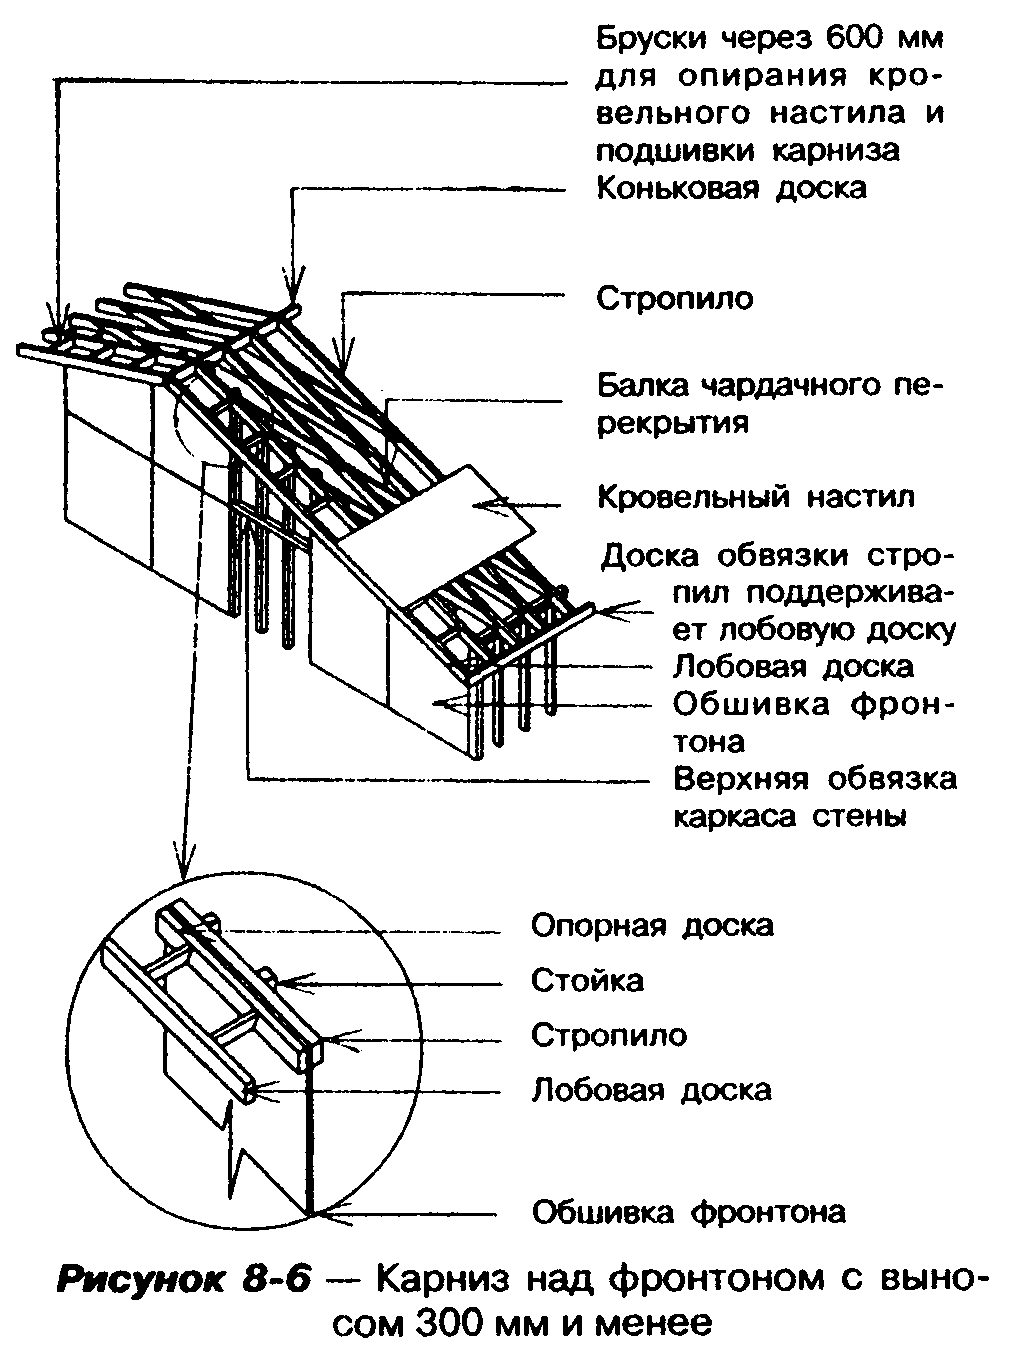 Бруски через 600 мм
для опирания кро-
вельного настила и
подшивки карниза
Коньковая доска
Стропило
Балка чардачного пе-
рекрытия
Кровельный настил
Доска обвязки стро-
пил поддержива-
ет лобовую доску
Лобовая доска
Обшивка фрон-
тона
Верхняя обвязка
каркаса стены
Опорная доска
Стойка
Стропило
Лобовая доска
Обшивка фронтона
Рисунок 8-6 — Карниз над фронтоном с выно-
сом 300 мм и менее